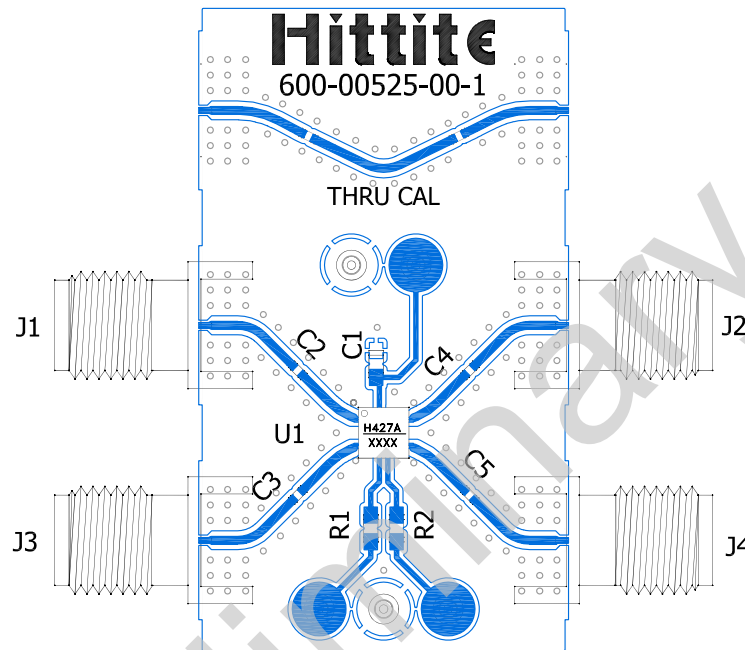 Hittite
600-00525-00-1
THRU CAL
J1
J2
C2
C1
C4
U1
H427A
XXXX
C3
C5
R1
R2
J3
J4
liminary